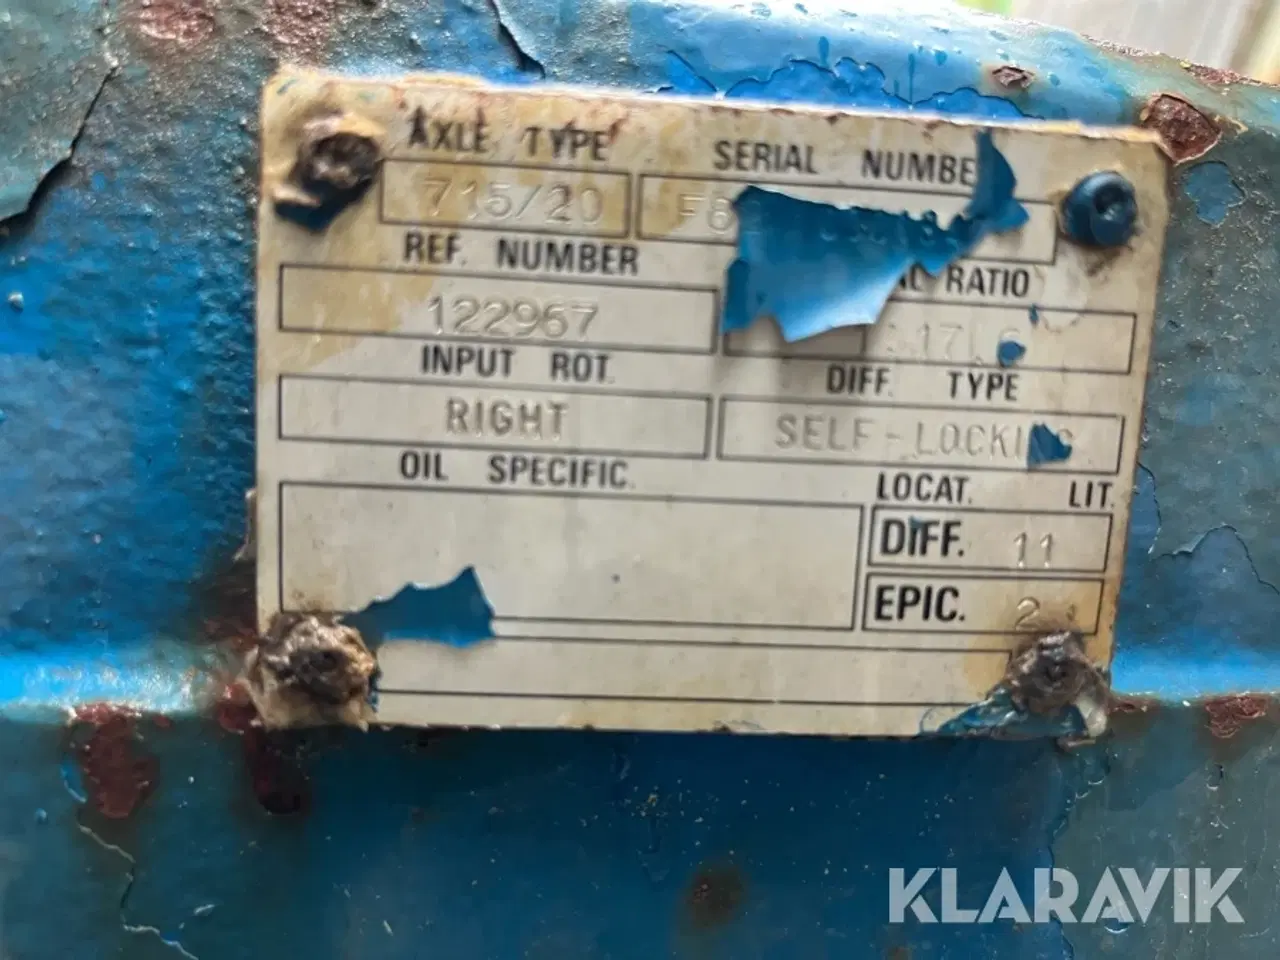 AXLE TYPE SERIAL NUMBE
715/20 F8
REF. NUMBER RATIO
122967
INPUT ROT. DIFF. TYPE
RIGHT SELF-LOCKI
OIL SPECIFIC. LOCAT. LIT.
DIFF. 11
EPIC. 2
KLARAVIK